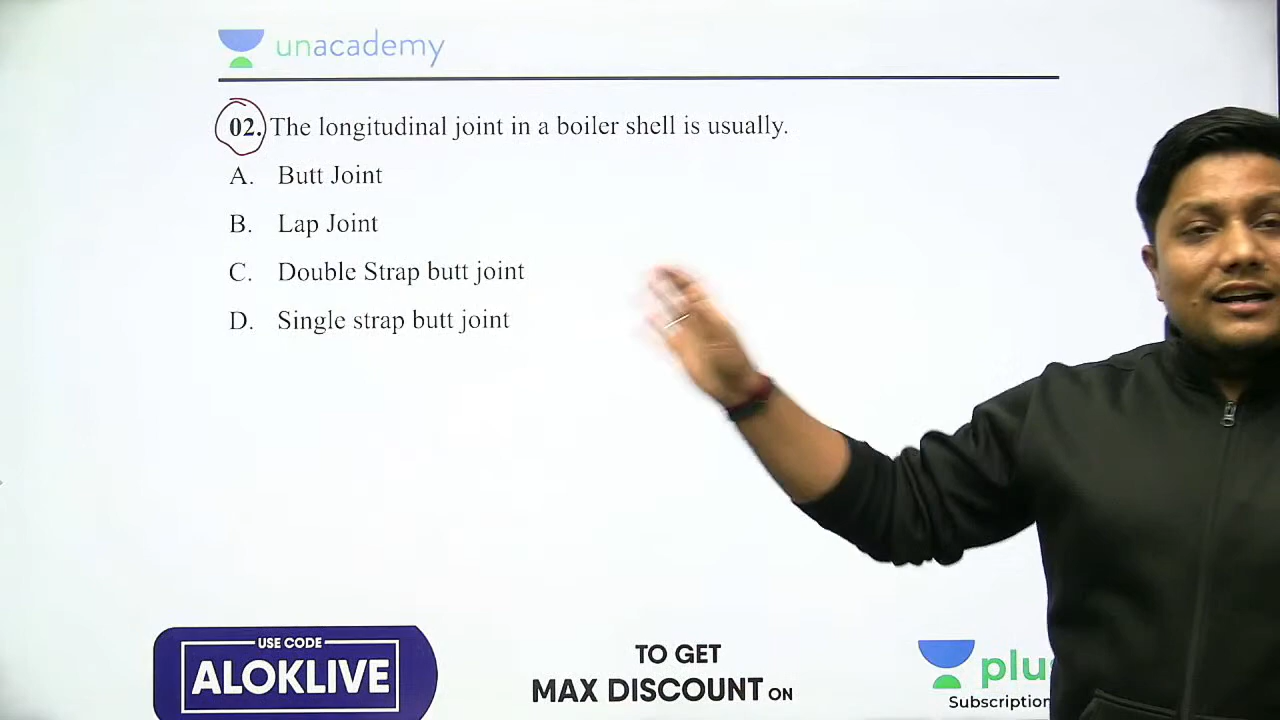 unacademy
02. The longitudinal joint in a boiler shell is usually.
A. Butt Joint
B. Lap Joint
C. Double Strap butt joint
D. Single strap butt joint
USE CODE
ALOKLIVE
TO GET
MAX DISCOUNT ON
plu
Subscription